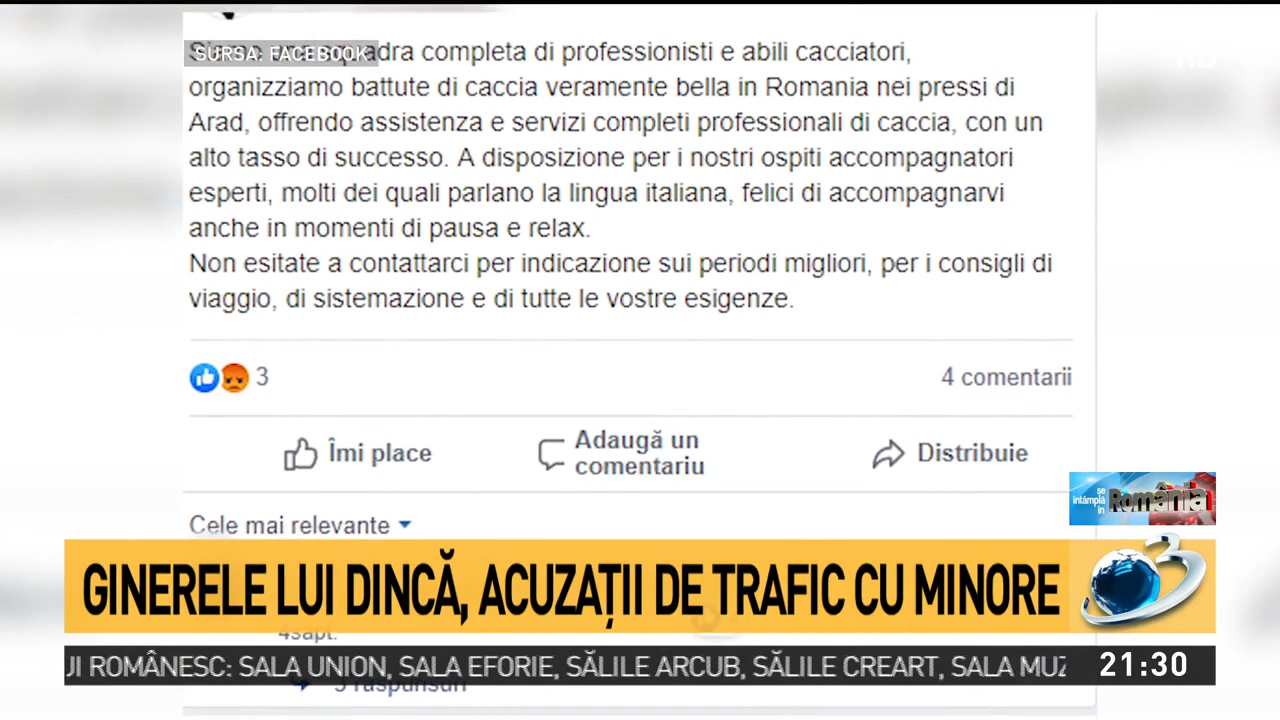 SURSA: FACEBOOK
adra completa di professionisti e abili cacciatori,
organizziamo battute di caccia veramente bella in Romania nei pressi di
Arad, offrendo assistenza e servizi completi professionali di caccia, con un
alto tasso di successo. A disposizione per i nostri ospiti accompagnatori
esperti, molti dei quali parlano la lingua italiana, felici di accompagnarvi
anche in momenti di pausa e relax.
Non esitate a contattarci per indicazione sui periodi migliori, per i consigli di
viaggio, di sistemazione e di tutte le vostre esigenze.
3
4 comentarii
Îmi place
Adaugă un
comentariu
Distribuie
Cele mai relevante
se
întâmplă
în
România
GINERELE LUI DINCĂ, ACUZAȚII DE TRAFIC CU MINORE
3
4săpt.
JI ROMÂNESC: SALA UNION, SALA EFORIE, SĂLILE ARCUB, SĂLILE CREART, SALA MUZ
21:30
3 răspunsuri